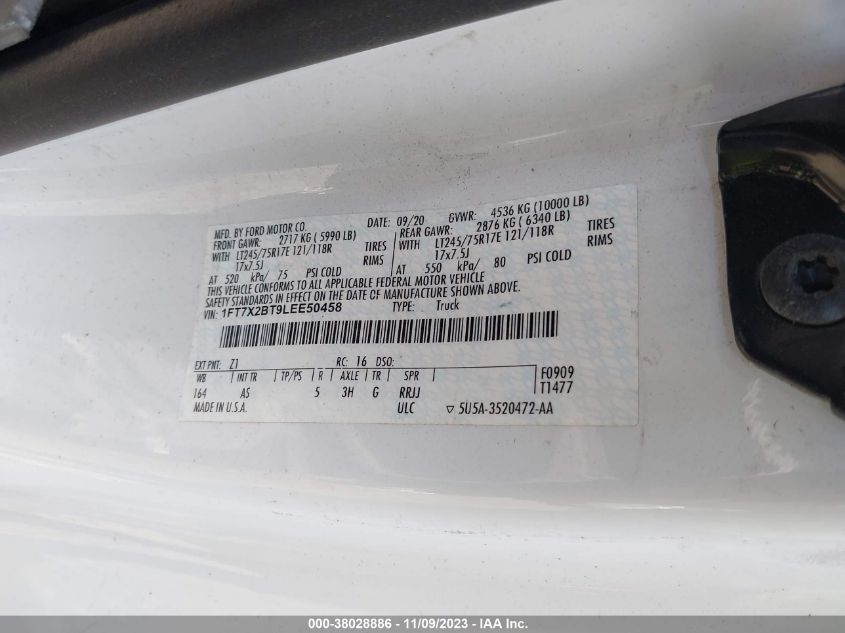 MFD. BY FORD MOTOR CO. DATE: 09/20 GVWR: 4536 KG (10000 LB)
FRONT GAWR: 2717 KG ( 5990 LB) REAR GAWR: 2876 KG ( 6340 LB)
WITH LT245/75R17E 121/118R TIRES WITH LT245/75R17E 121/118R TIRES
17x7.5J RIMS 17x7.5J RIMS
AT 520 kPa/ 75 PSI COLD AT 550 kPa/ 80 PSI COLD
THIS VEHICLE CONFORMS TO ALL APPLICABLE FEDERAL MOTOR VEHICLE
SAFETY STANDARDS IN EFFECT ON THE DATE OF MANUFACTURE SHOWN ABOVE.
VIN: 1FT7X2BT9LEE50458 TYPE: Truck
EXT PNT: Z1 RC: 16 DSO:
WB INT TR TP/PS R AXLE TR SPR F0909
164 AS 5 3H G RRJJ T1477
MADE IN U.S.A. ULC ▽ 5U5A-3520472-AA
000-38028886 - 11/09/2023 - IAA Inc.